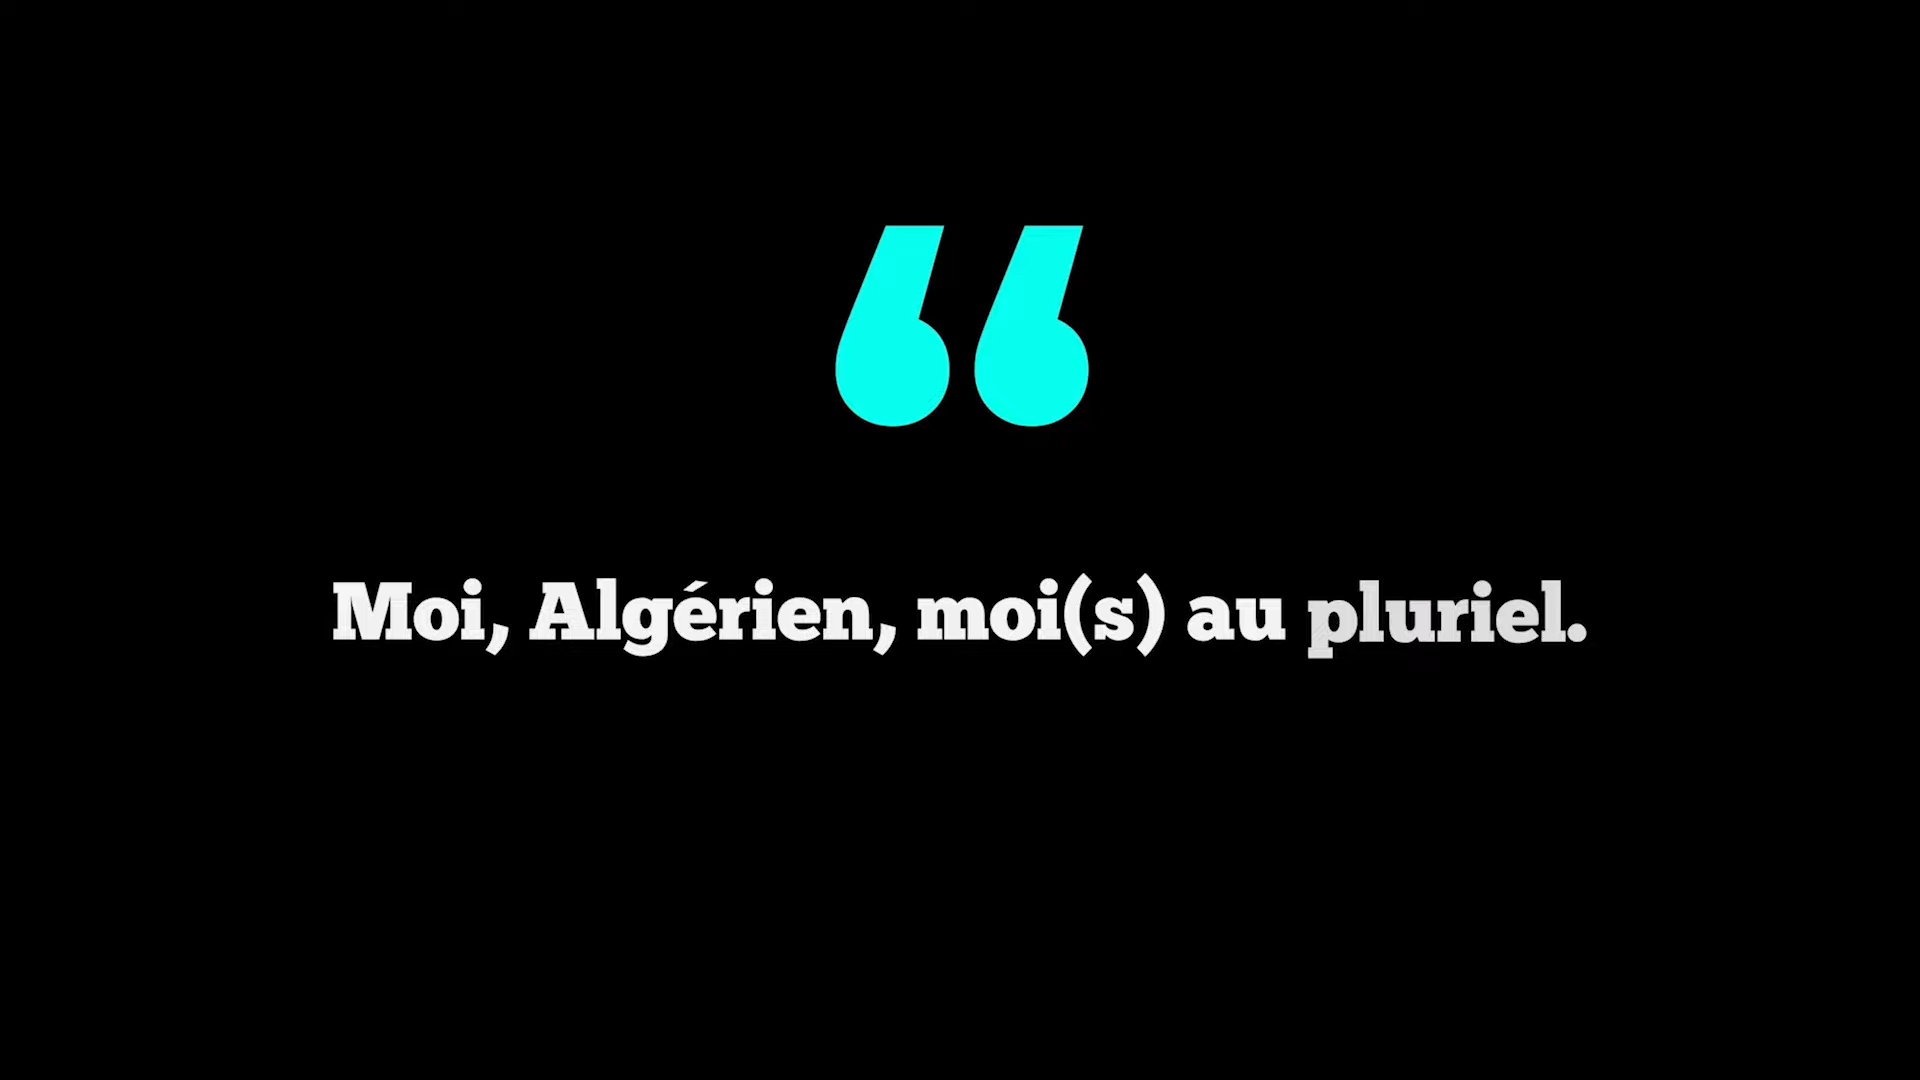 “
Moi, Algérien, moi(s) au pluriel.